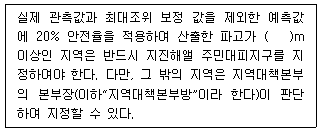 실제 관측값과 최대조위 보정 값을 제외한 예측값
에 20% 안전율을 적용하여 산출한 파고가 (    )m
이상인 지역은 반드시 지진해앨 주민대피지구를 지
정하여야 한다. 다만, 그 밖의 지역은 지역대책본부
의 본부장(이하“지역대책본부방”이라 한다)이 판단
하여 지정할 수 있다.